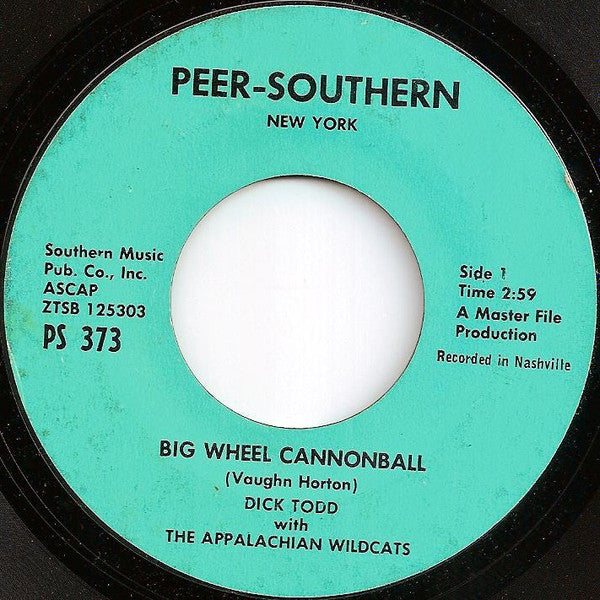 PEER-SOUTHERN
NEW YORK
Southern Music
Pub. Co., Inc.
ASCAP
ZTSB 125303
PS 373
Side 1
Time 2:59
A Master File
Production
Recorded in Nashville
BIG WHEEL CANNONBALL
(Vaughn Horton)
DICK TODD
with
THE APPALACHIAN WILDCATS